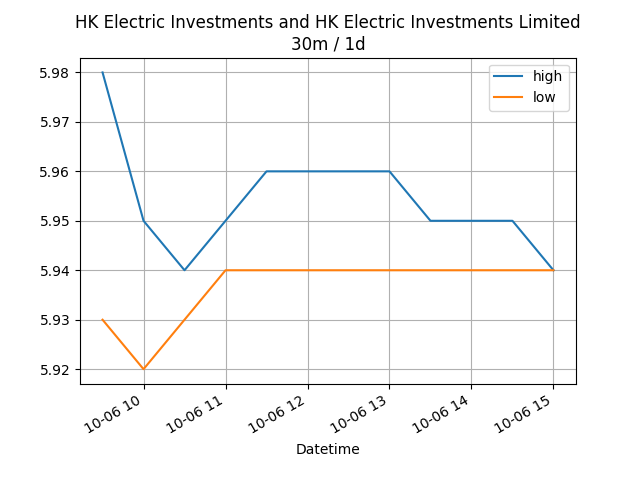 HK Electric Investments and HK Electric Investments Limited
30m / 1d
high
low
5.98
5.97
5.96
5.95
5.94
5.93
5.92
10-06 10
10-06 11
10-06 12
10-06 13
10-06 14
10-06 15
Datetime